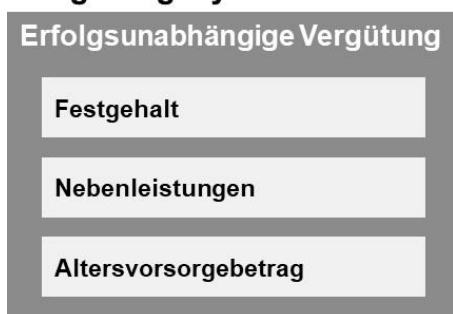 Erfolgsunabhängige Vergütung
Festgehalt
Nebenleistungen
Altersvorsorgebetrag